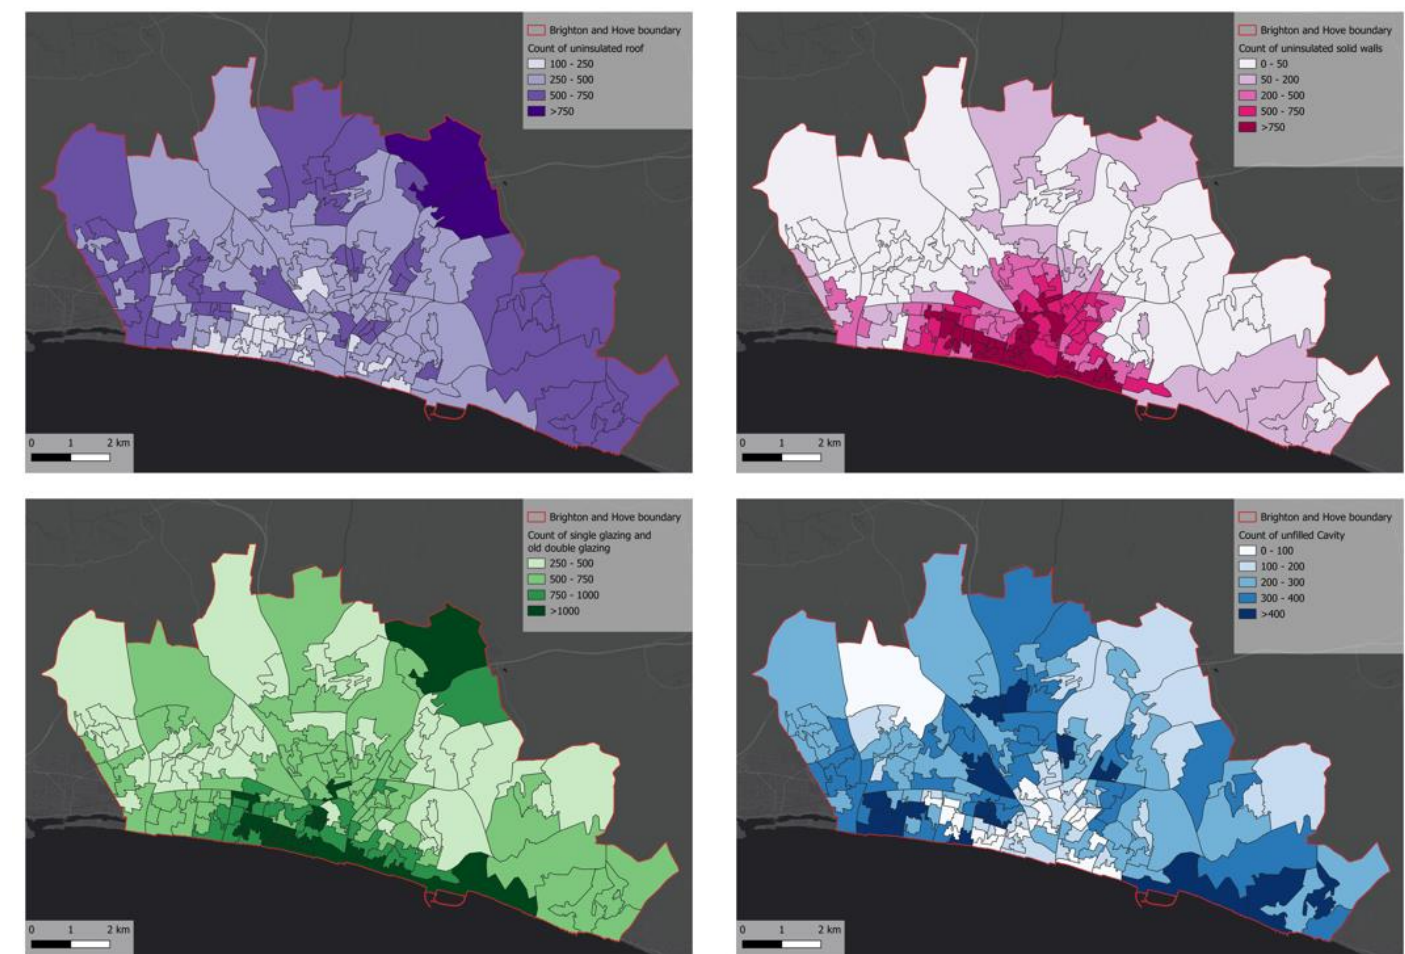 Brighton and Hove boundary
Count of uninsulated roof
100 - 250
250 - 500
500 - 750
>750
0 1 2 km
Brighton and Hove boundary
Count of uninsulated solid walls
0 - 50
50 - 200
200 - 500
500 - 750
>750
0 1 2 km
Brighton and Hove boundary
Count of single glazing and
old double glazing
250 - 500
500 - 750
750 - 1000
>1000
0 1 2 km
Brighton and Hove boundary
Count of unfilled Cavity
0 - 100
100 - 200
200 - 300
300 - 400
>400
0 1 2 km